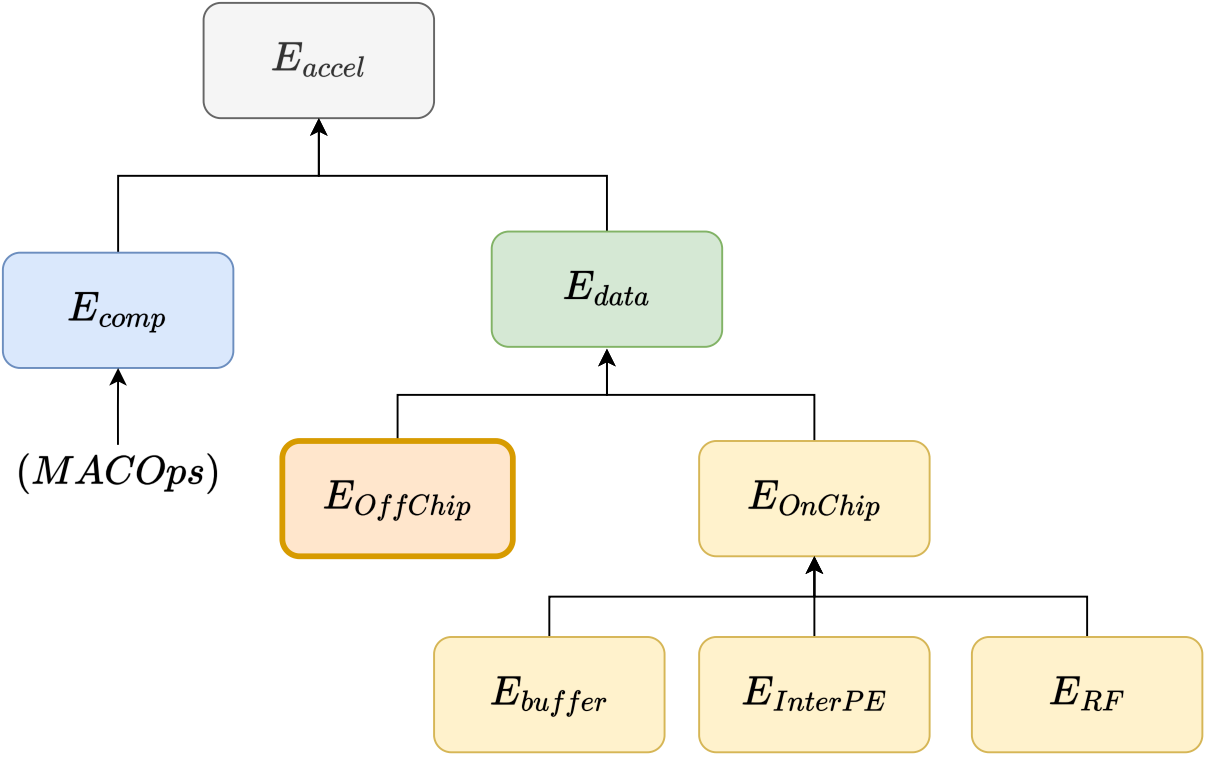 E_{accel}
E_{data}
E_{comp}
(MACOps)
E_{OffChip}
E_{OnChip}
E_{buffer}
E_{InterPE}
E_{RF}